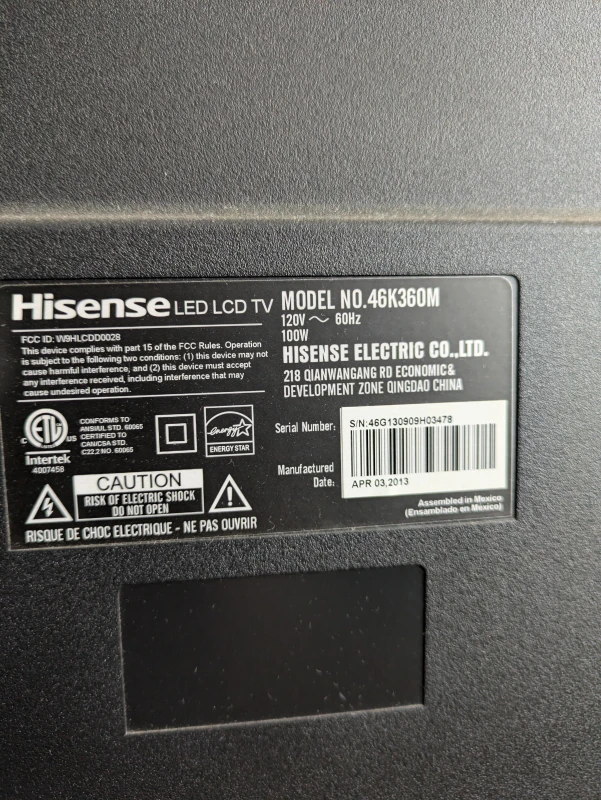 Hisense LED LCD TV
FCC ID: W9HLCDD0028
This device complies with part 15 of the FCC Rules. Operation
is subject to the following two conditions: (1) this device may not
cause harmful interference, and (2) this device must accept
any interference received, including interference that may
cause undesired operation.
MODEL NO.46K360M
120V ~ 60Hz
100W
HISENSE ELECTRIC CO.,LTD.
218 QIANWANGANG RD ECONOMIC &
DEVELOPMENT ZONE QINGDAO CHINA
C ETL US
LISTED
Intertek
4007458
CONFORMS TO
ANSI/UL STD. 60065
CERTIFIED TO
CAN/CSA STD.
C22.2 NO. 60065
energy
ENERGY STAR
Serial Number:
S/N:46G130909H03478
Manufactured
Date:
APR 03,2013
Assembled in Mexico
(Ensamblado en México)
CAUTION
RISK OF ELECTRIC SHOCK
DO NOT OPEN
RISQUE DE CHOC ELECTRIQUE - NE PAS OUVRIR